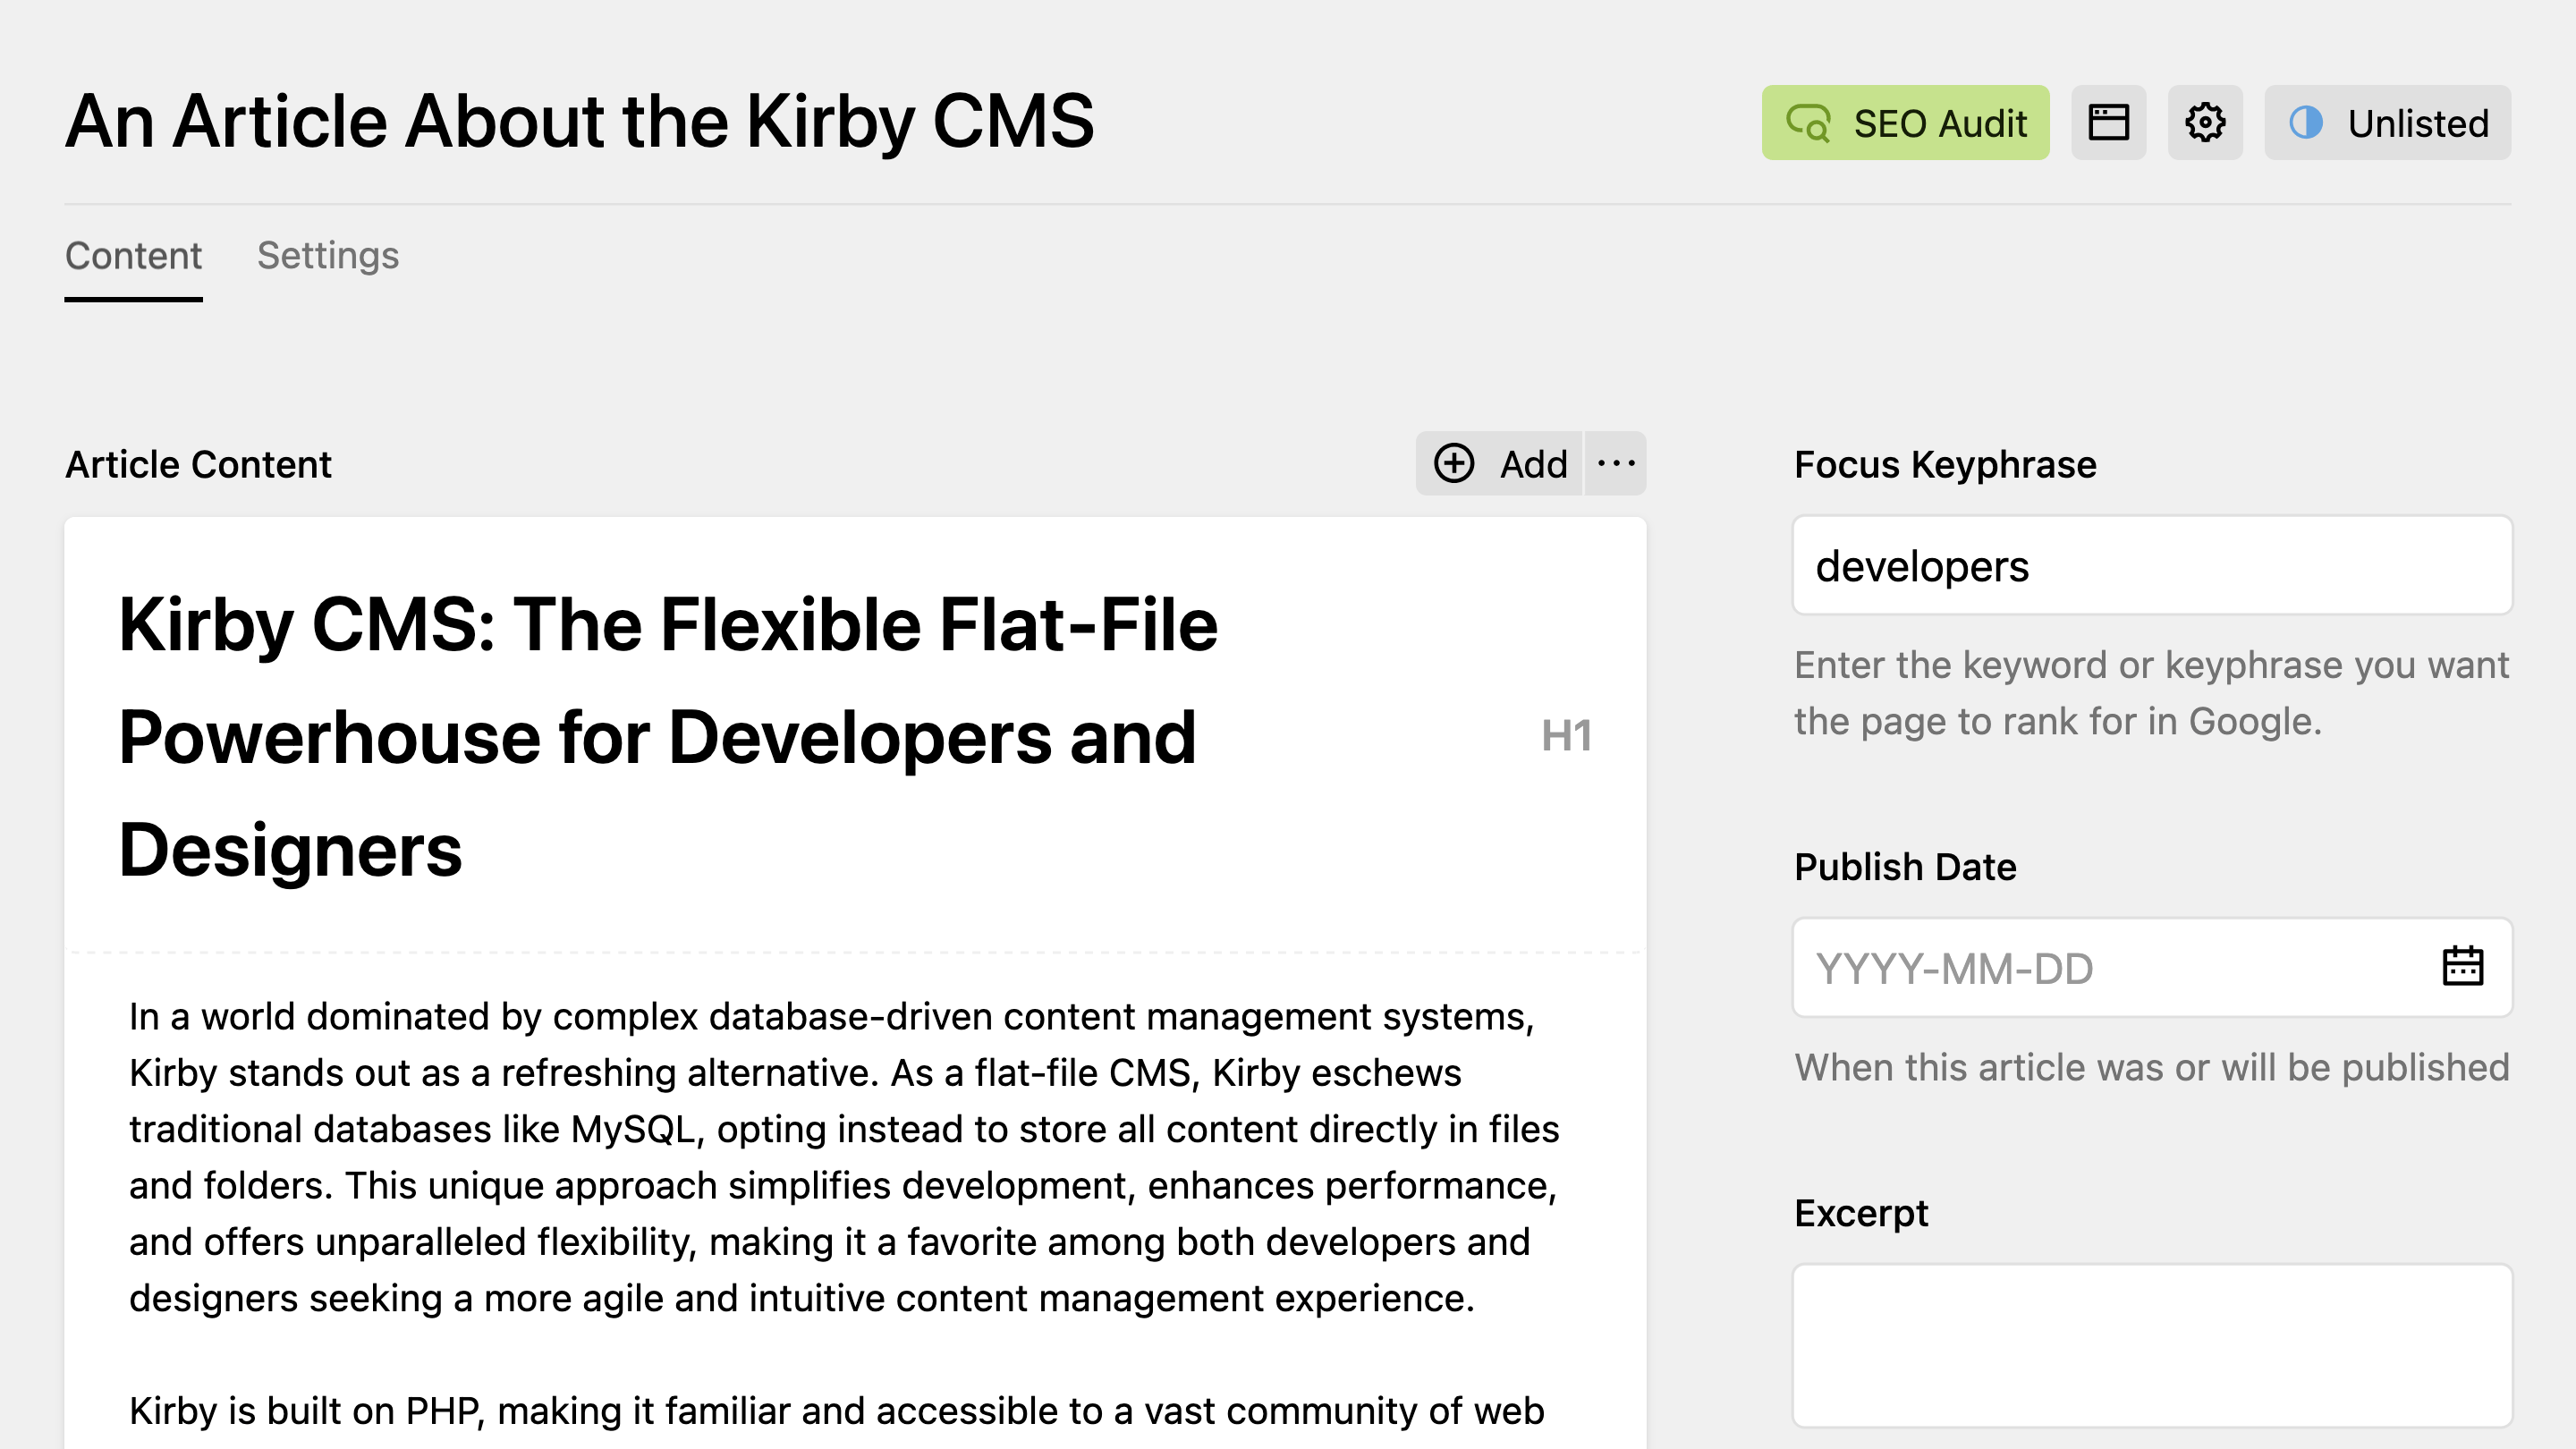 An Article About the Kirby CMS
SEO Audit
Unlisted
Content
Settings
Article Content
Add
Kirby CMS: The Flexible Flat-File
Powerhouse for Developers and
Designers
H1
In a world dominated by complex database-driven content management systems,
Kirby stands out as a refreshing alternative. As a flat-file CMS, Kirby eschews
traditional databases like MySQL, opting instead to store all content directly in files
and folders. This unique approach simplifies development, enhances performance,
and offers unparalleled flexibility, making it a favorite among both developers and
designers seeking a more agile and intuitive content management experience.
Kirby is built on PHP, making it familiar and accessible to a vast community of web
Focus Keyphrase
developers
Enter the keyword or keyphrase you want
the page to rank for in Google.
Publish Date
YYYY-MM-DD
When this article was or will be published
Excerpt